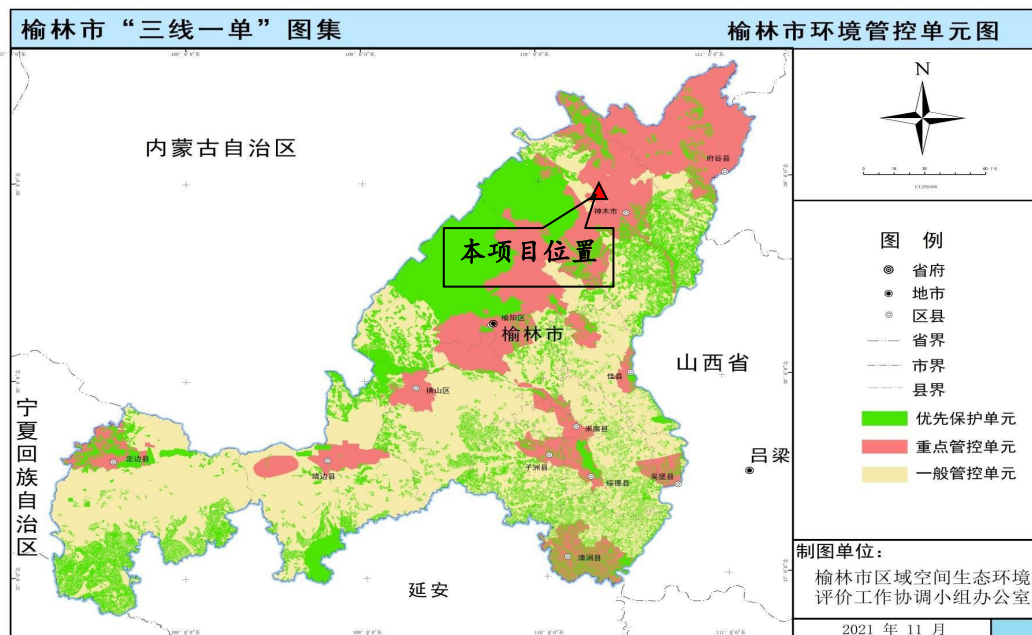 榆林市“三线一单”图集
榆林市环境管控单元图
N
内蒙古自治区
府谷县
神木市
本项目位置
1:1,250,000
图 例
省府
地市
区县
省界
市界
县界
优先保护单元
重点管控单元
一般管控单元
榆阳区
榆林市
山西省
佳县
横山区
米脂县
宁夏回族自治区
定边县
靖边县
子洲县
绥德县
吴堡县
吕梁
清涧县
延安
制图单位：
榆林市区域空间生态环境
评价工作协调小组办公室
2021 年 11 月